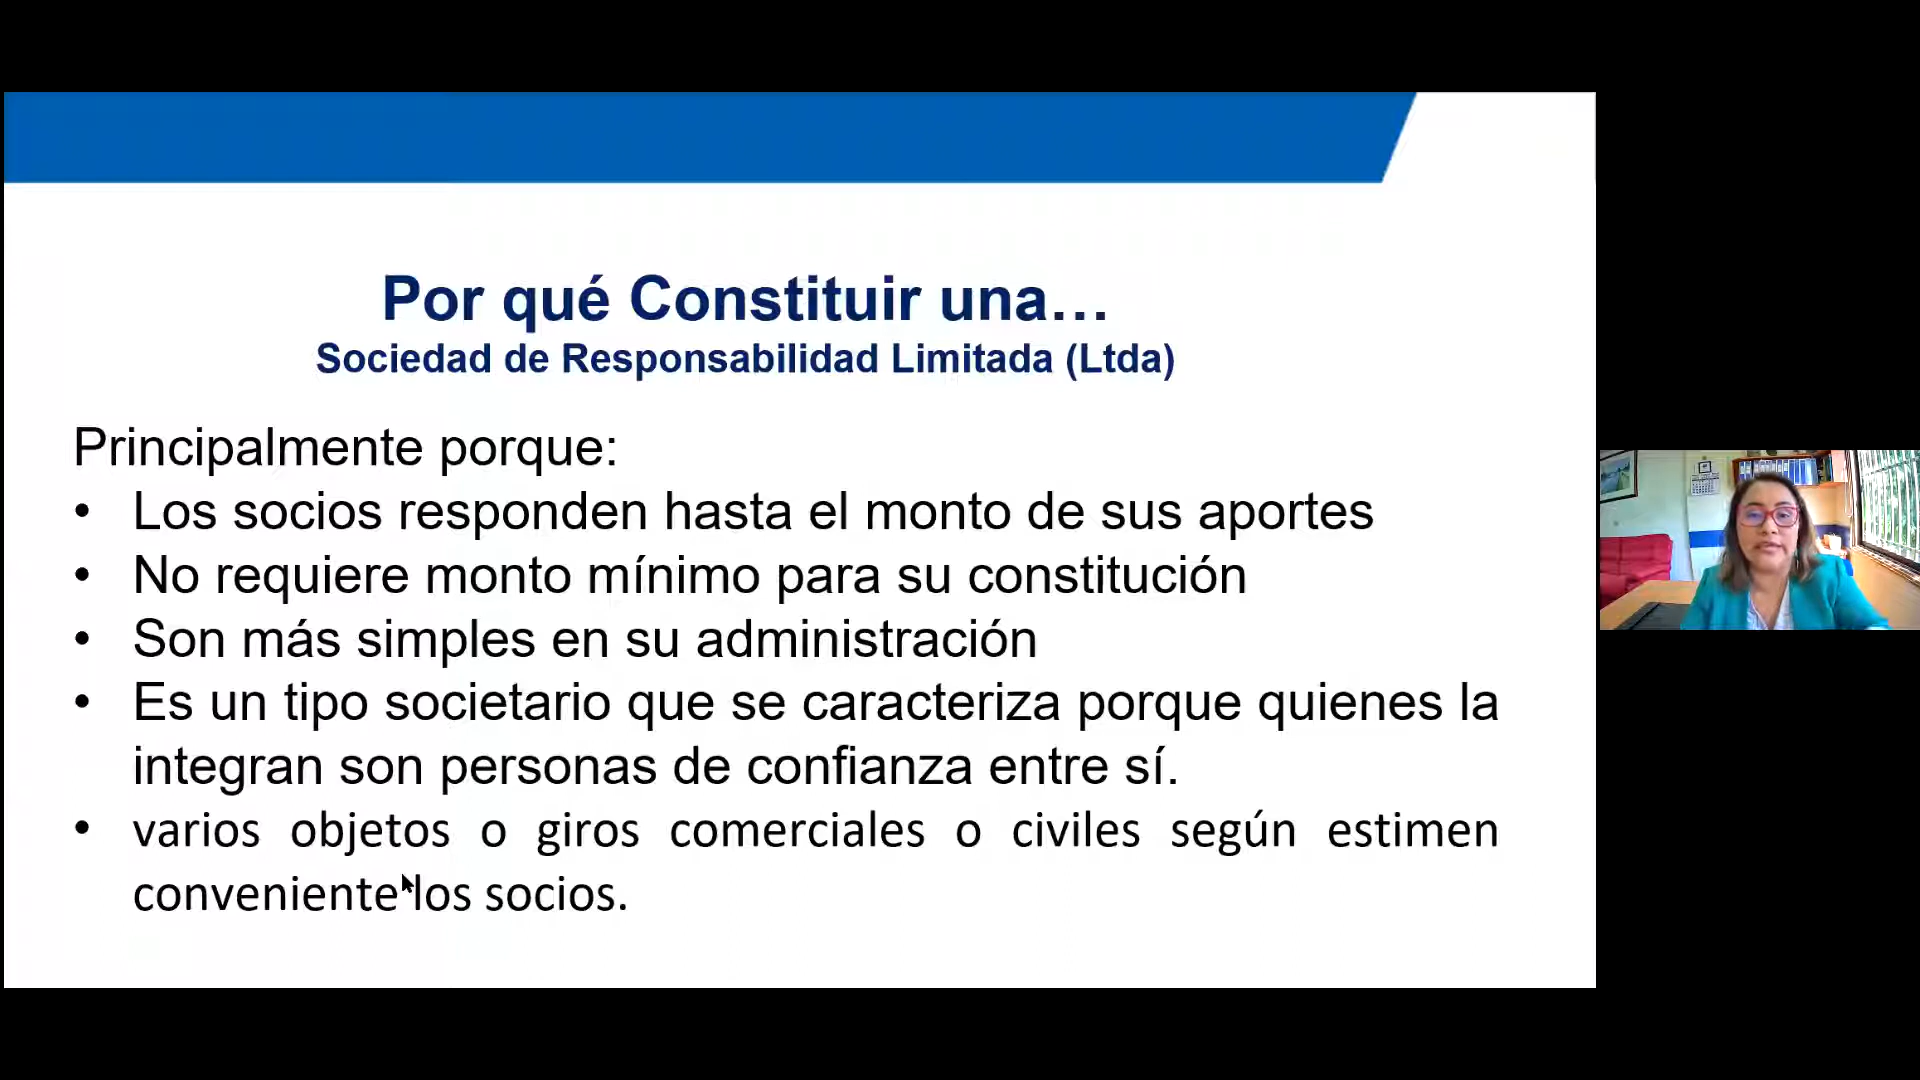 Por qué Constituir una...
Sociedad de Responsabilidad Limitada (Ltda)
Principalmente porque:
• Los socios responden hasta el monto de sus aportes
• No requiere monto mínimo para su constitución
• Son más simples en su administración
• Es un tipo societario que se caracteriza porque quienes la
integran son personas de confianza entre sí.
• varios objetos o giros comerciales o civiles según estimen
conveniente los socios.